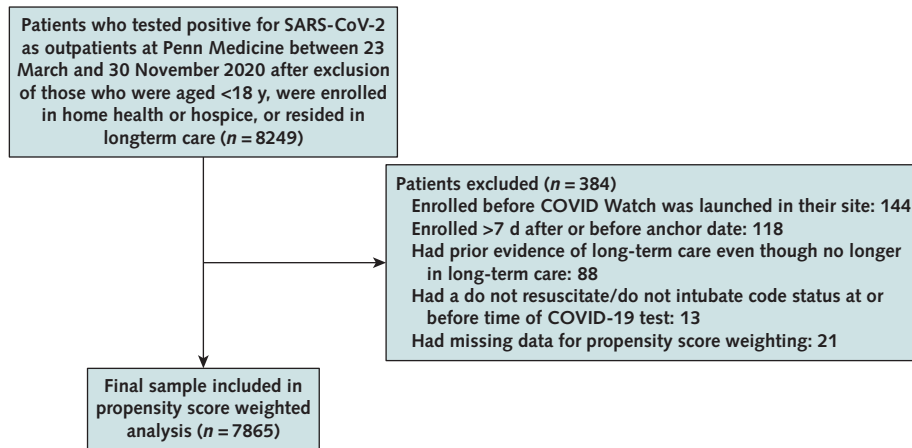 Patients who tested positive for SARS-CoV-2
as outpatients at Penn Medicine between 23
March and 30 November 2020 after exclusion
of those who were aged <18 y, were enrolled
in home health or hospice, or resided in
longterm care (n = 8249)
Patients excluded (n = 384)
Enrolled before COVID Watch was launched in their site: 144
Enrolled >7 d after or before anchor date: 118
Had prior evidence of long-term care even though no longer
in long-term care: 88
Had a do not resuscitate/do not intubate code status at or
before time of COVID-19 test: 13
Had missing data for propensity score weighting: 21
Final sample included in
propensity score weighted
analysis (n = 7865)